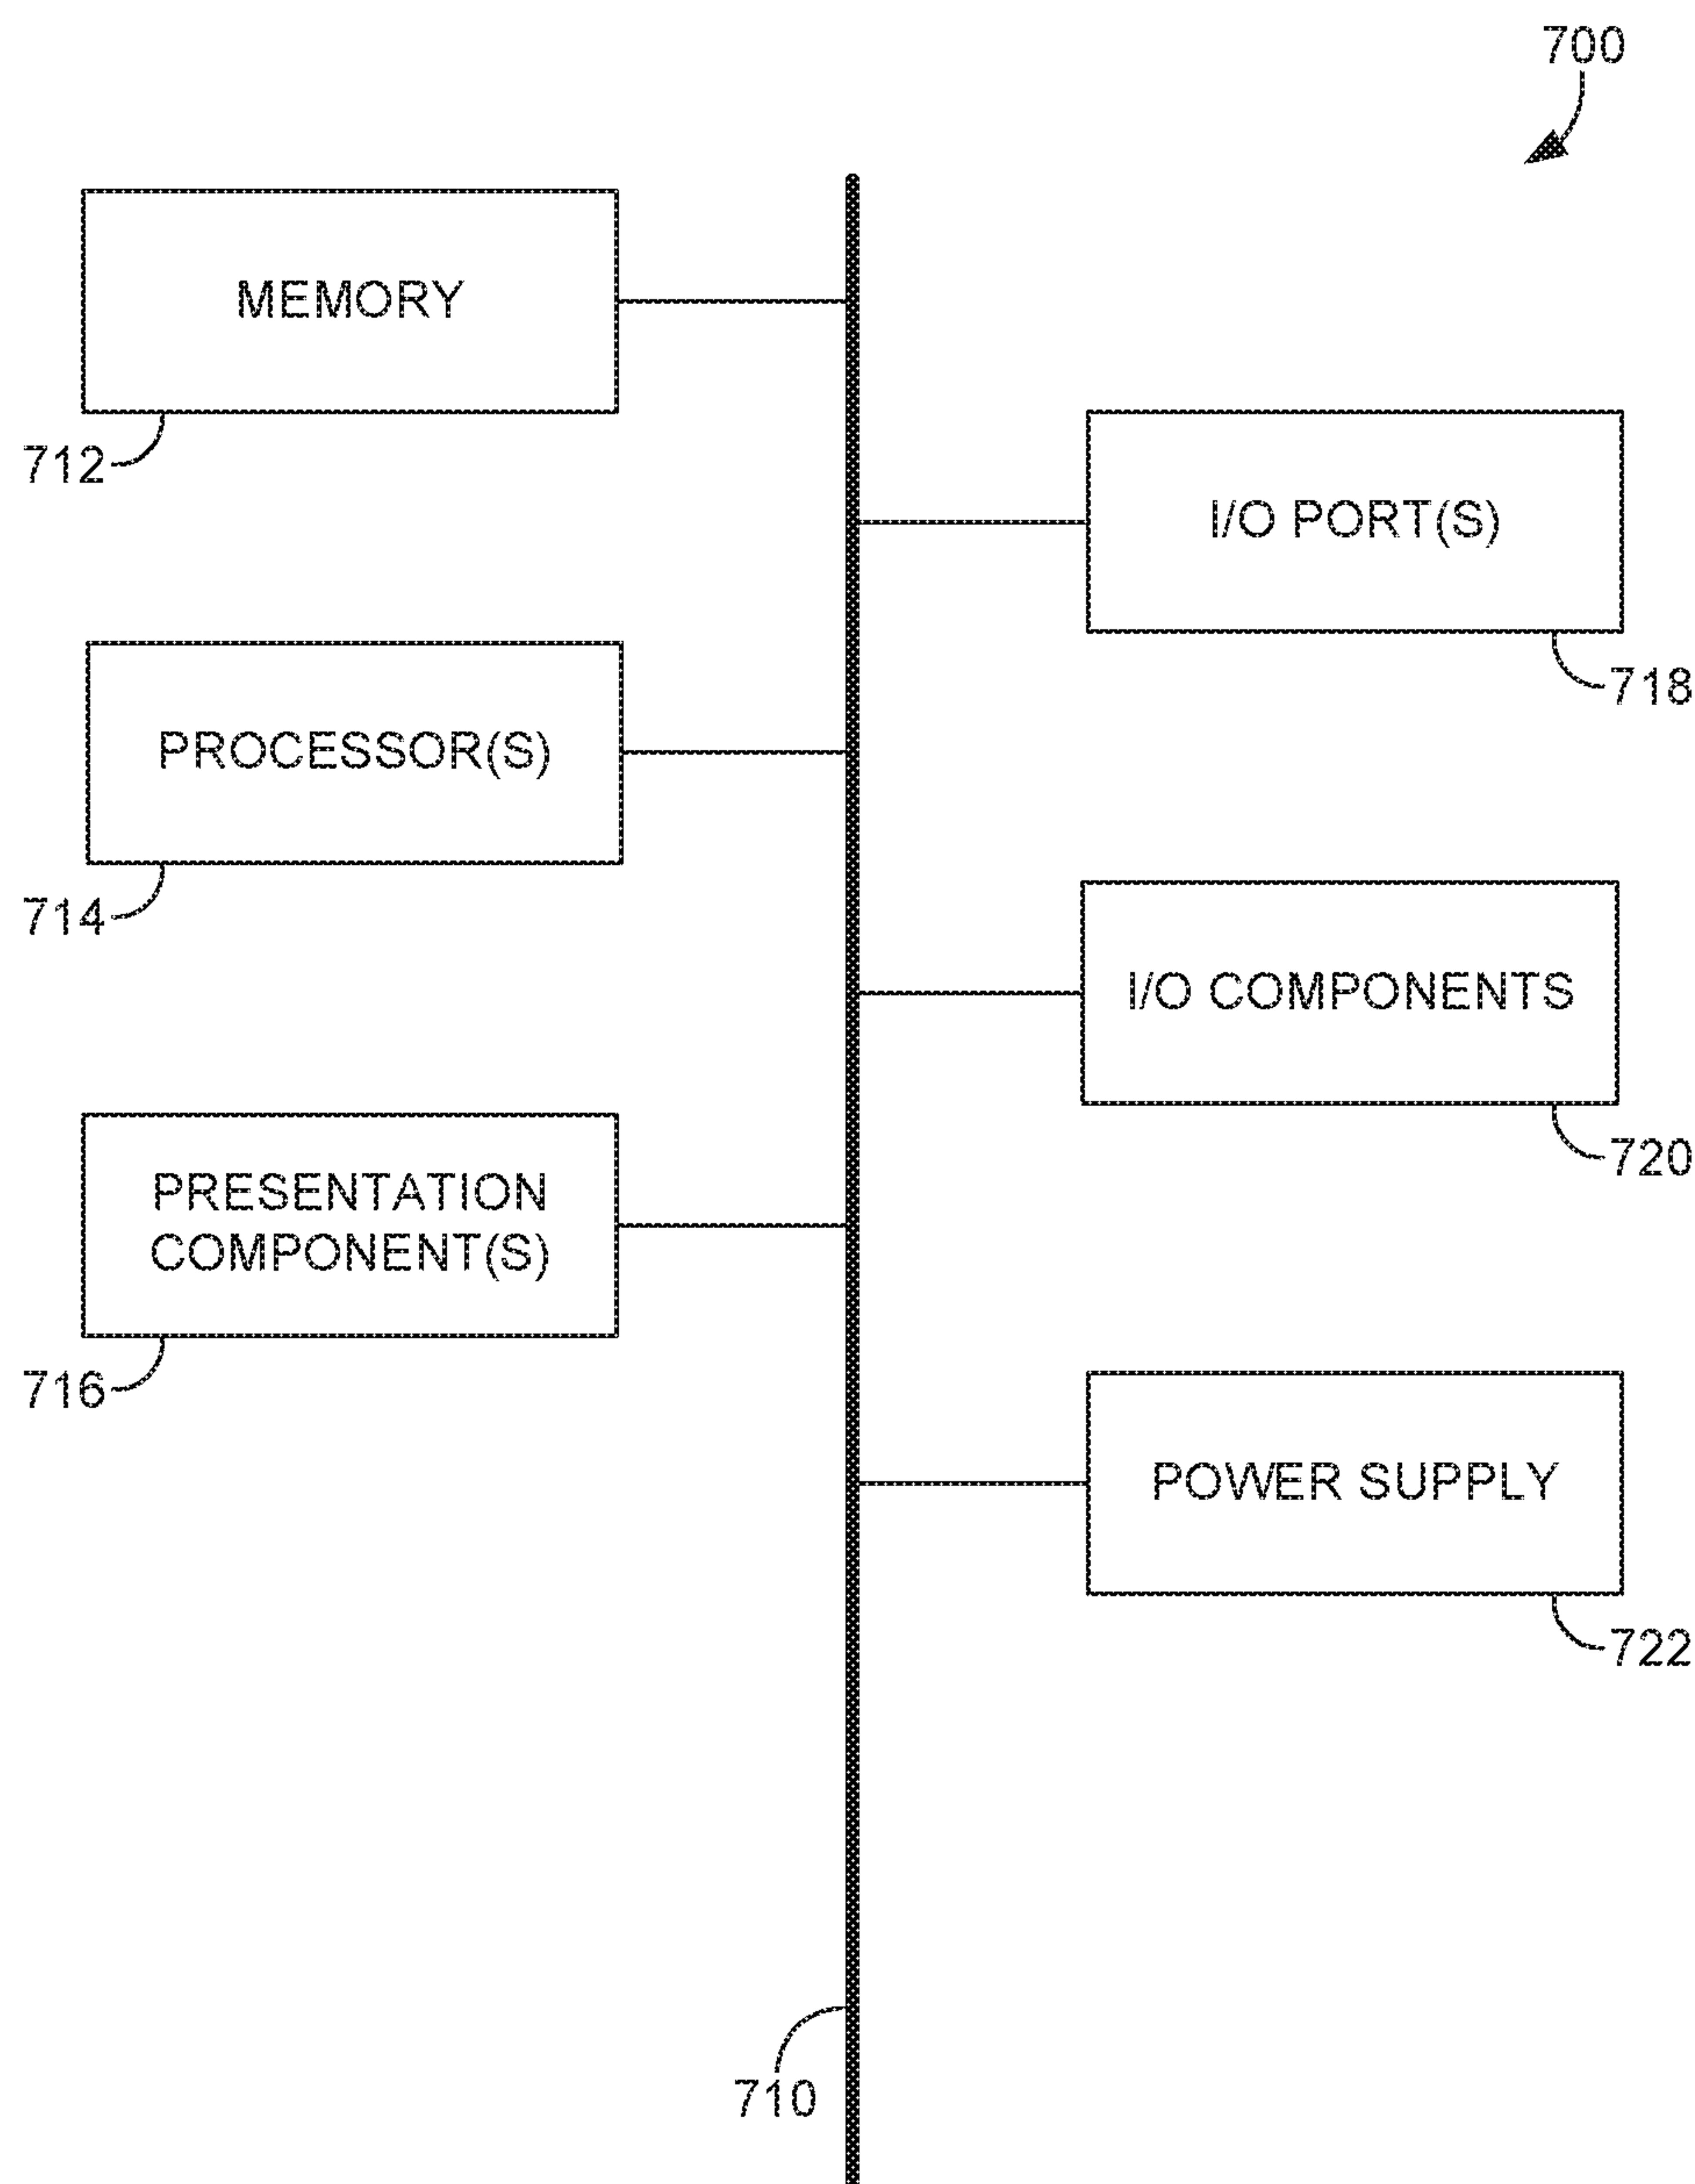 700
MEMORY
712
I/O PORT(S)
718
PROCESSOR(S)
714
I/O COMPONENTS
720
PRESENTATION
COMPONENT(S)
716
POWER SUPPLY
722
710